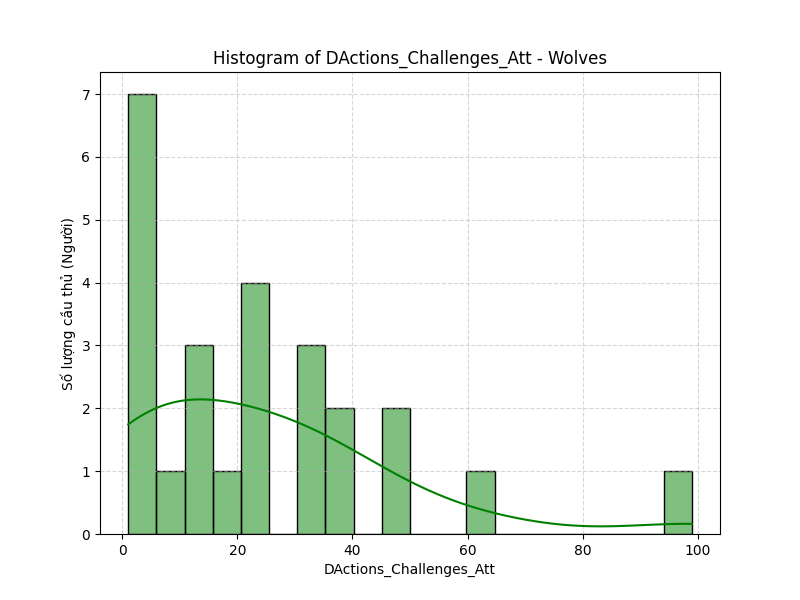 Histogram of DActions_Challenges_Att - Wolves
Số lượng cầu thủ (Người)
7
6
5
4
3
2
1
0
0 20 40 60 80 100
DActions_Challenges_Att